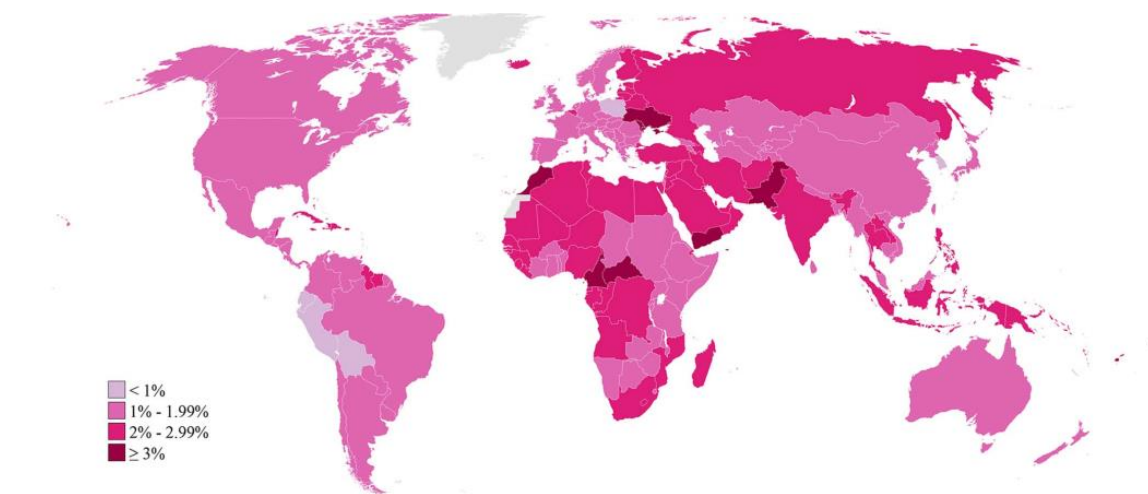 < 1%
1% - 1.99%
2% - 2.99%
≥ 3%